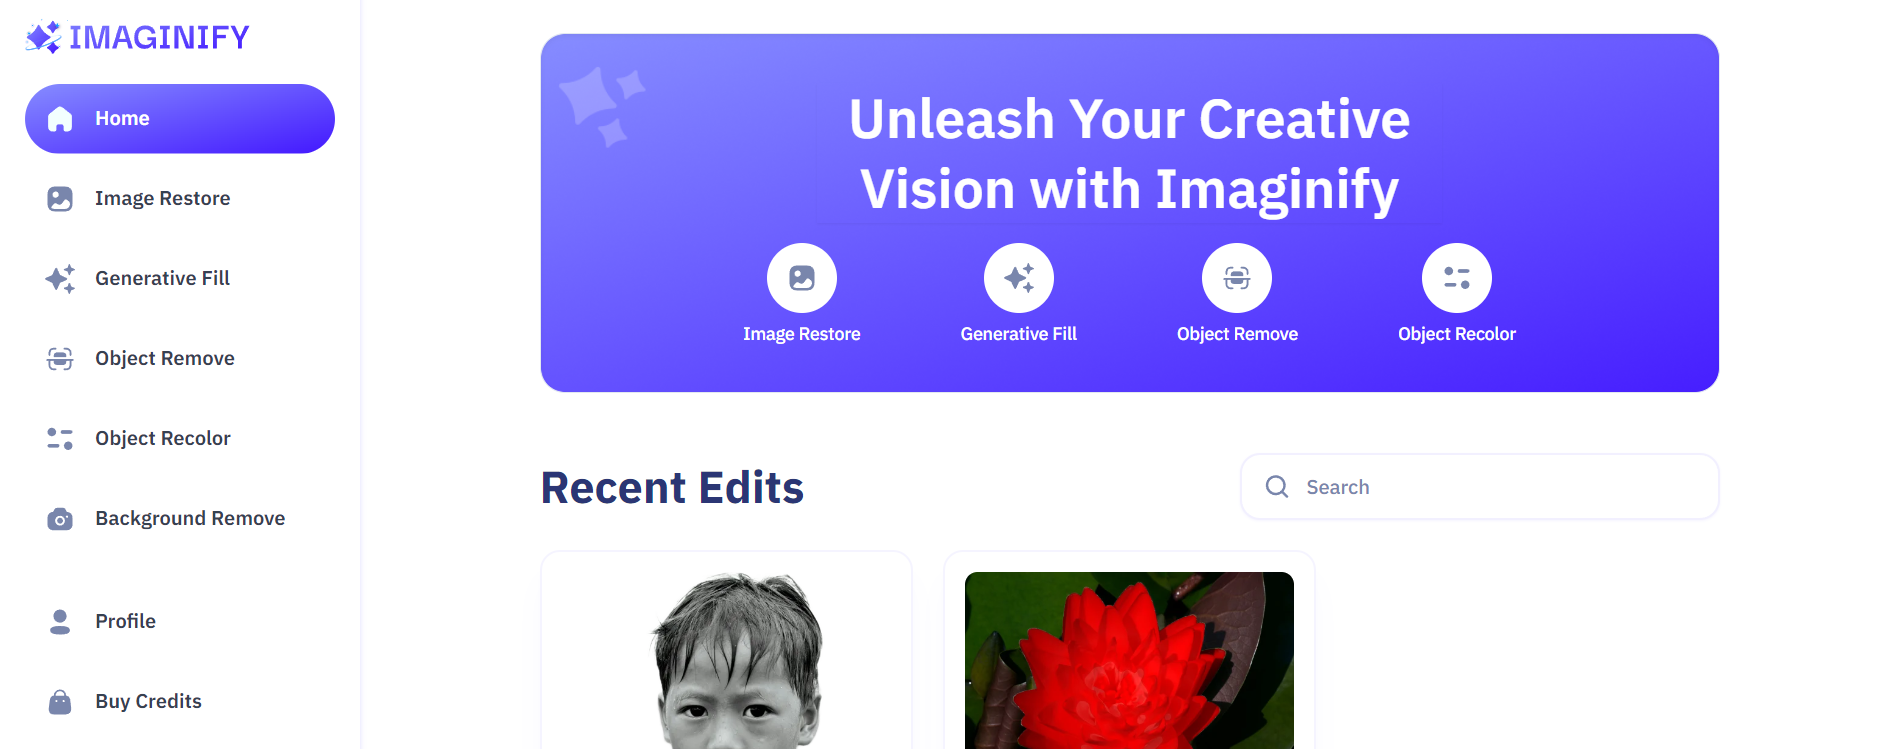 IMAGINIFY
Home
Image Restore
Generative Fill
Object Remove
Object Recolor
Background Remove
Profile
Buy Credits
Unleash Your Creative
Vision with Imaginify
Image Restore
Generative Fill
Object Remove
Object Recolor
Recent Edits
Search